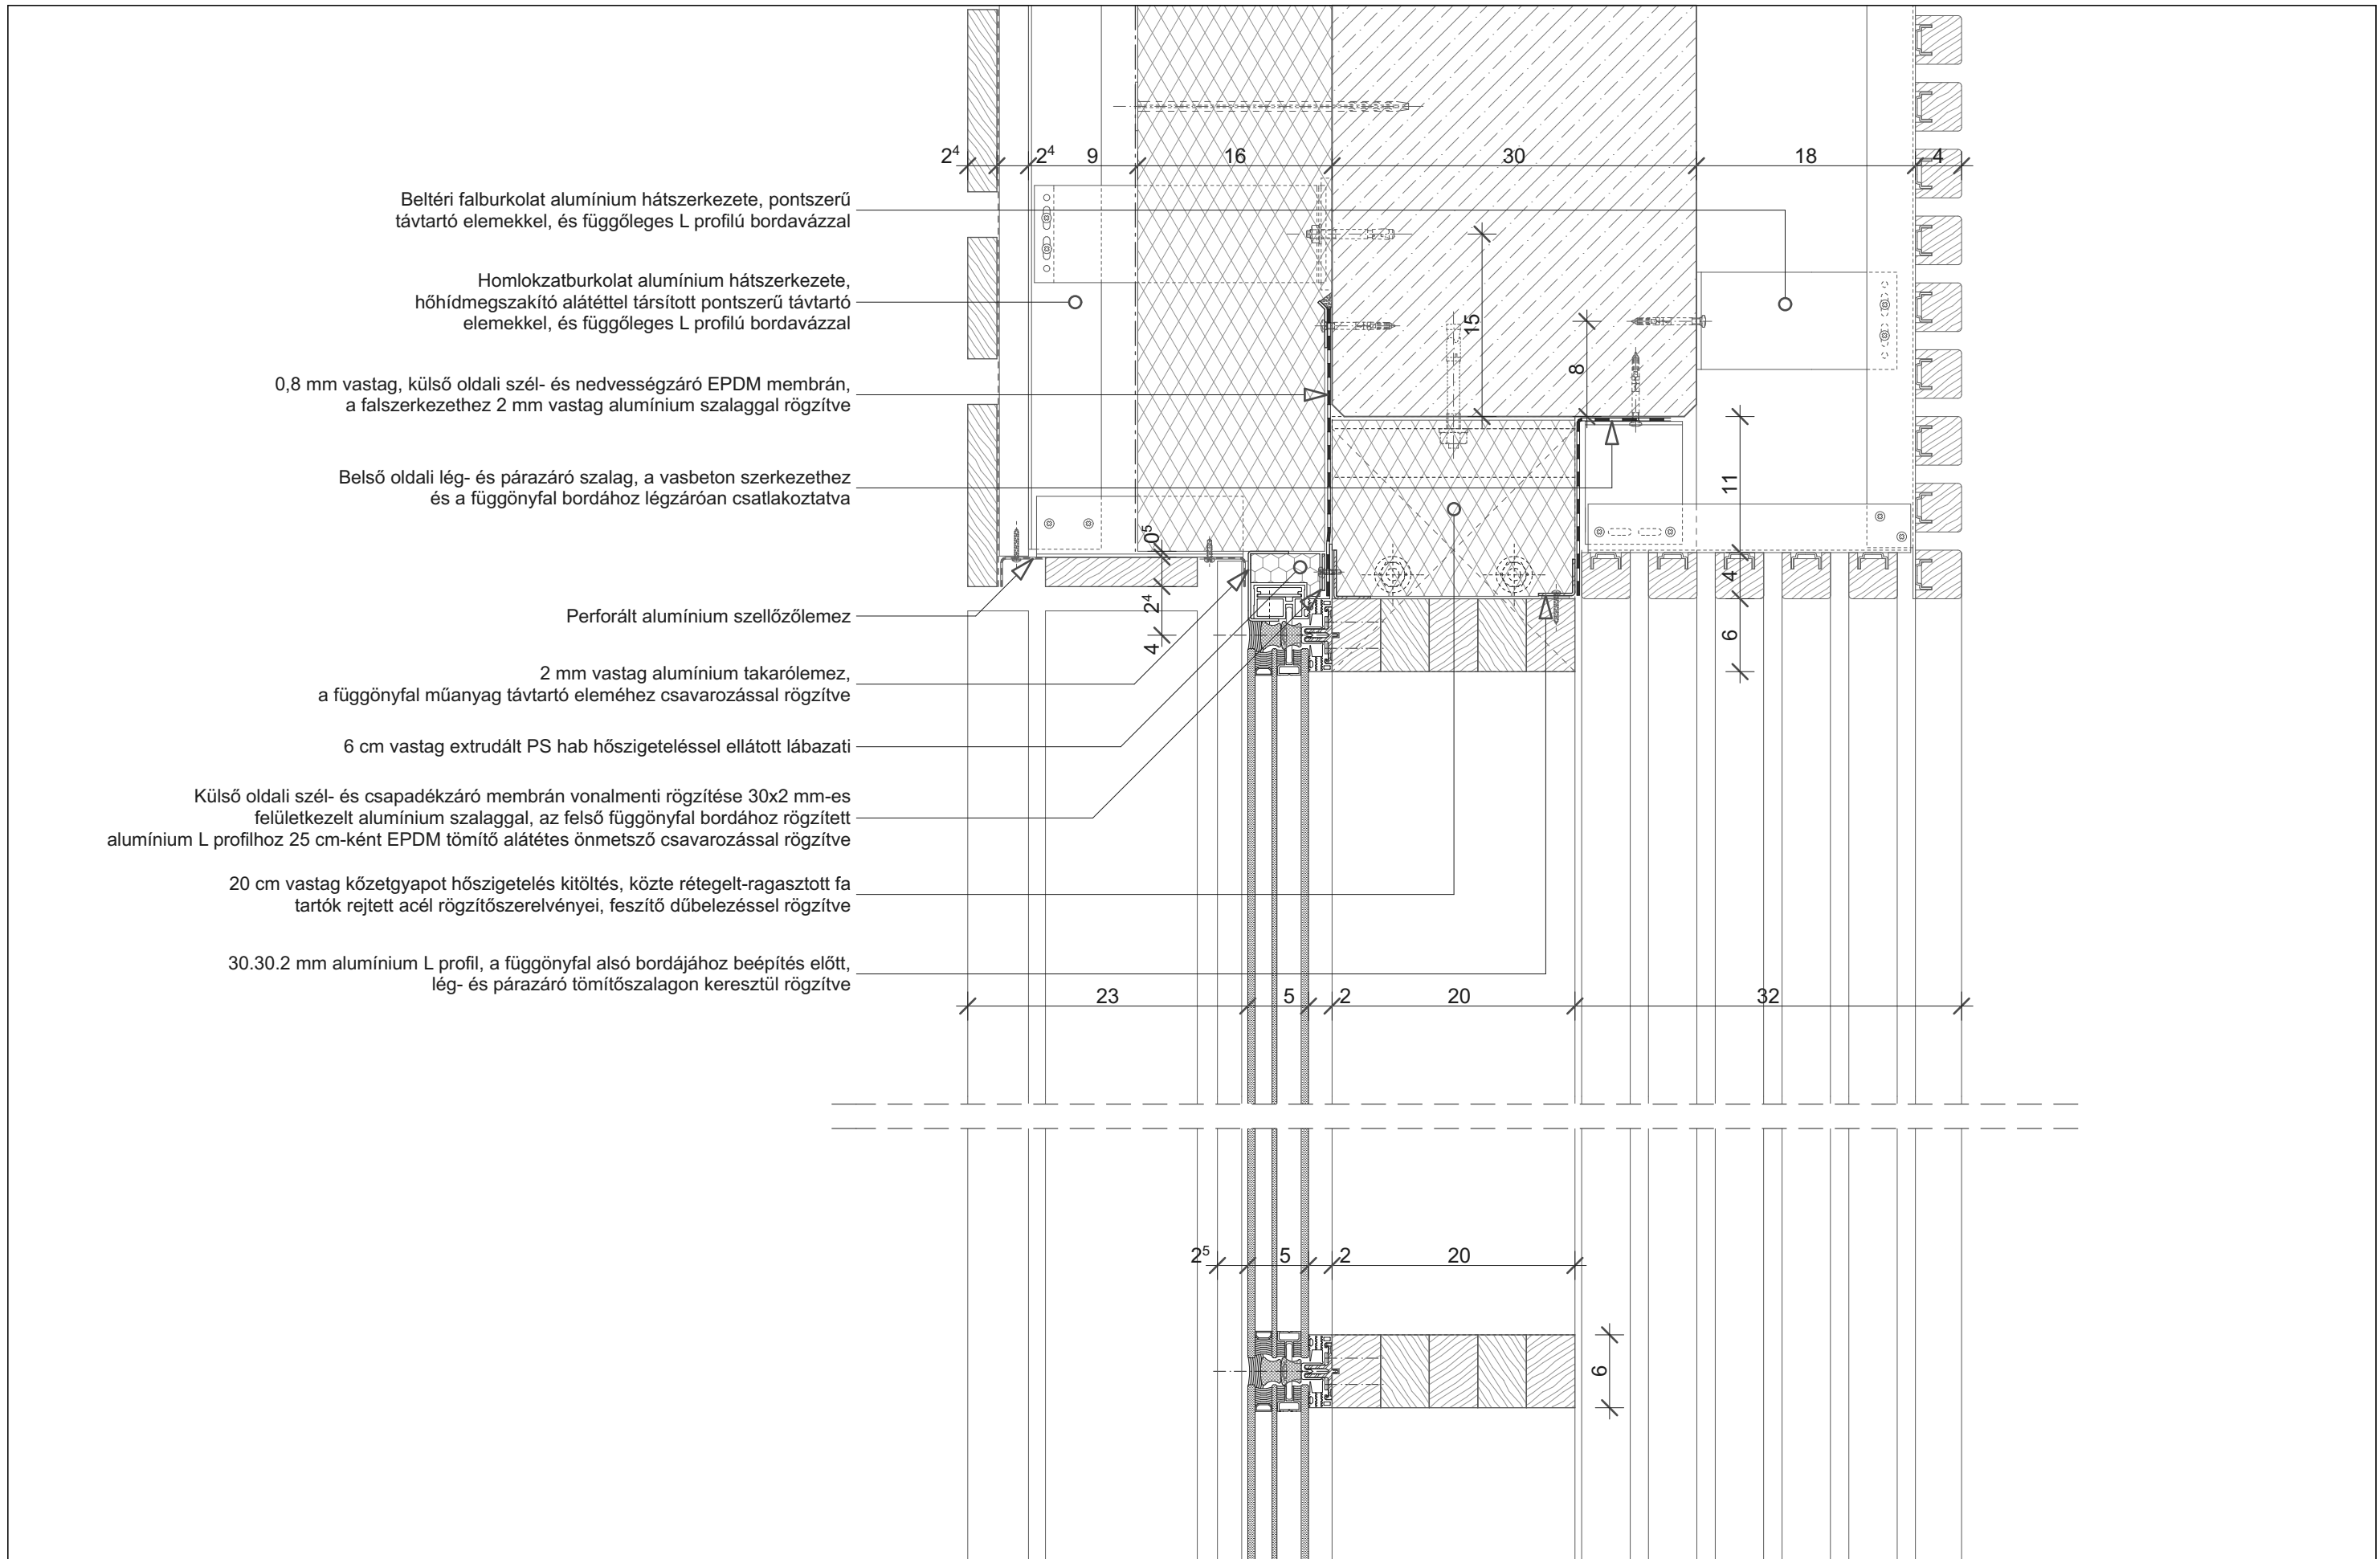 2⁴ 2⁴ 9 16 30 18 4
Beltéri falburkolat alumínium hátszerkezete, pontszerű
távtartó elemekkel, és függőleges L profilú bordavázzal
Homlokzatburkolat alumínium hátszerkezete,
hőhídmegszakító alátéttel társított pontszerű távtartó
elemekkel, és függőleges L profilú bordavázzal
15
8
0,8 mm vastag, külső oldali szél- és nedvességzáró EPDM membrán,
a falszerkezethez 2 mm vastag alumínium szalaggal rögzítve
Belső oldali lég- és párazáró szalag, a vasbeton szerkezethez
és a függönyfal bordához légzáróan csatlakoztatva
11
0⁵
4
2⁴
Perforált alumínium szellőzőlemez
6
4
2 mm vastag alumínium takarólemez,
a függönyfal műanyag távtartó eleméhez csavarozással rögzítve
6 cm vastag extrudált PS hab hőszigeteléssel ellátott lábazati
Külső oldali szél- és csapadékzáró membrán vonalmenti rögzítése 30x2 mm-es
felületkezelt alumínium szalaggal, az felső függönyfal bordához rögzített
alumínium L profilhoz 25 cm-ként EPDM tömítő alátétes önmetsző csavarozással rögzítve
20 cm vastag kőzetgyapot hőszigetelés kitöltés, közte rétegelt-ragasztott fa
tartók rejtett acél rögzítőszerelvényei, feszítő dűbelezéssel rögzítve
30.30.2 mm alumínium L profil, a függönyfal alsó bordájához beépítés előtt,
lég- és párazáró tömítőszalagon keresztül rögzítve
23 5 2 20 32
2⁵ 5 2 20
6